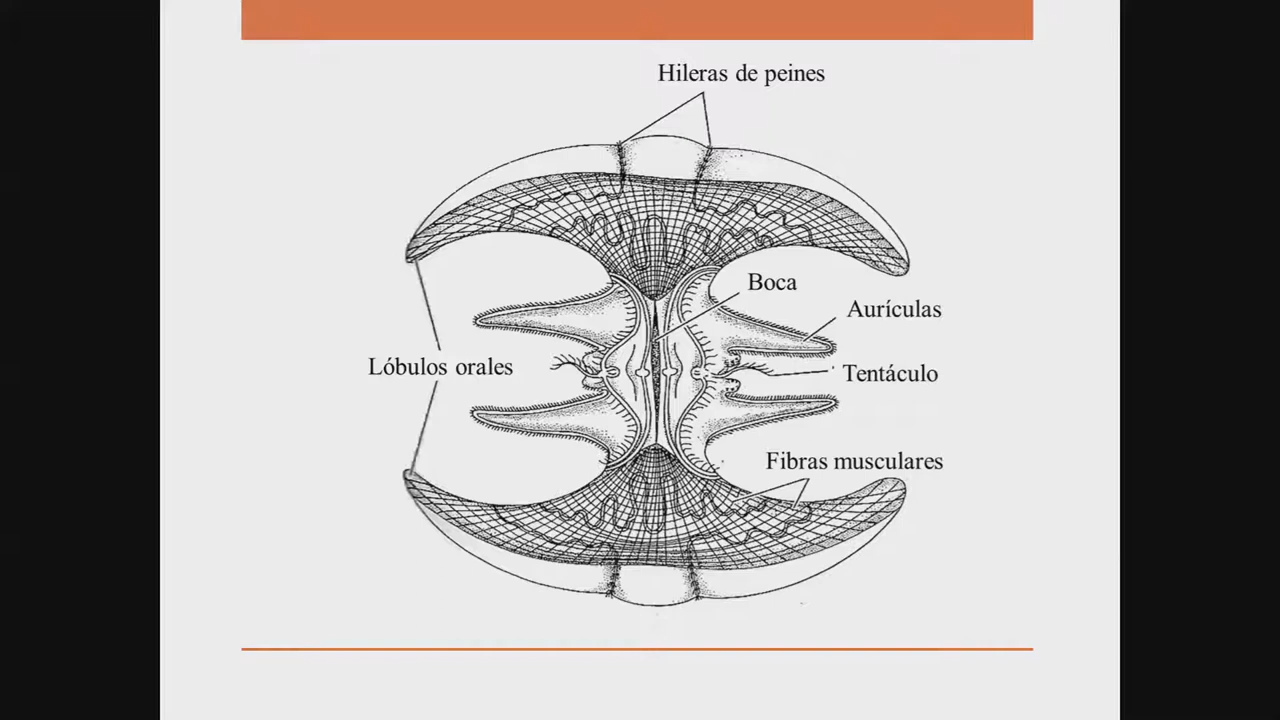 Hileras de peines
Boca
Aurículas
Lóbulos orales
Tentáculo
Fibras musculares